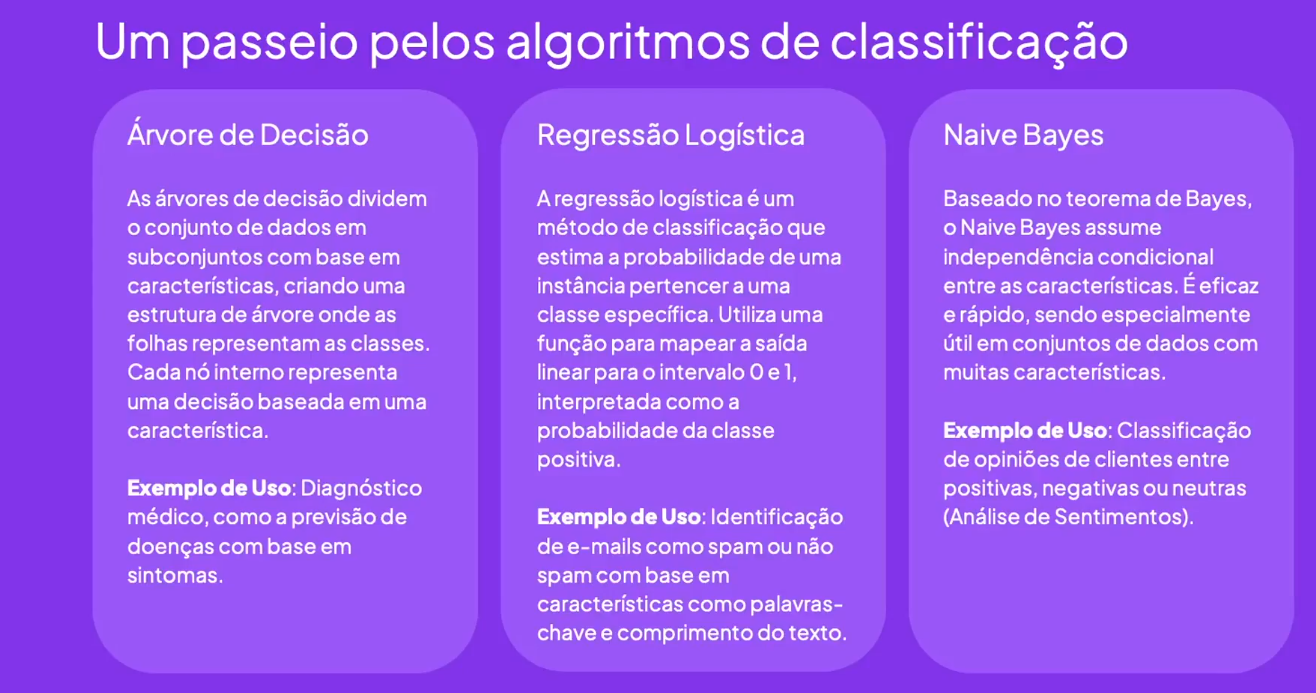 Um passeio pelos algoritmos de classificação
Árvore de Decisão
As árvores de decisão dividem
o conjunto de dados em
subconjuntos com base em
características, criando uma
estrutura de árvore onde as
folhas representam as classes.
Cada nó interno representa
uma decisão baseada em uma
característica.
Exemplo de Uso: Diagnóstico
médico, como a previsão de
doenças com base em
sintomas.
Regressão Logística
A regressão logística é um
método de classificação que
estima a probabilidade de uma
instância pertencer a uma
classe específica. Utiliza uma
função para mapear a saída
linear para o intervalo 0 e 1,
interpretada como a
probabilidade da classe
positiva.
Exemplo de Uso: Identificação
de e-mails como spam ou não
spam com base em
características como palavras-
chave e comprimento do texto.
Naive Bayes
Baseado no teorema de Bayes,
o Naive Bayes assume
independência condicional
entre as características. É eficaz
e rápido, sendo especialmente
útil em conjuntos de dados com
muitas características.
Exemplo de Uso: Classificação
de opiniões de clientes entre
positivas, negativas ou neutras
(Análise de Sentimentos).